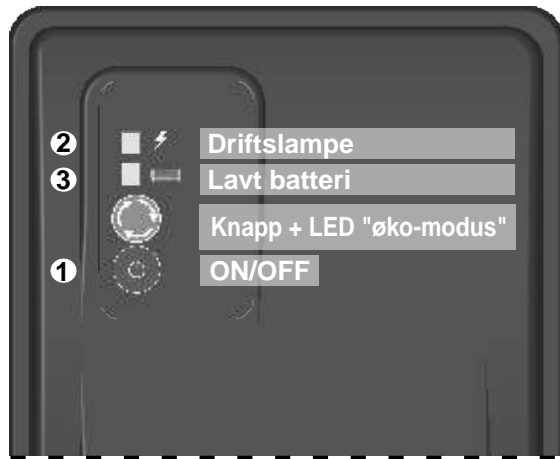 2 Driftslampe
3 Lavt batteri
Knapp + LED "øko-modus"
1 ON/OFF